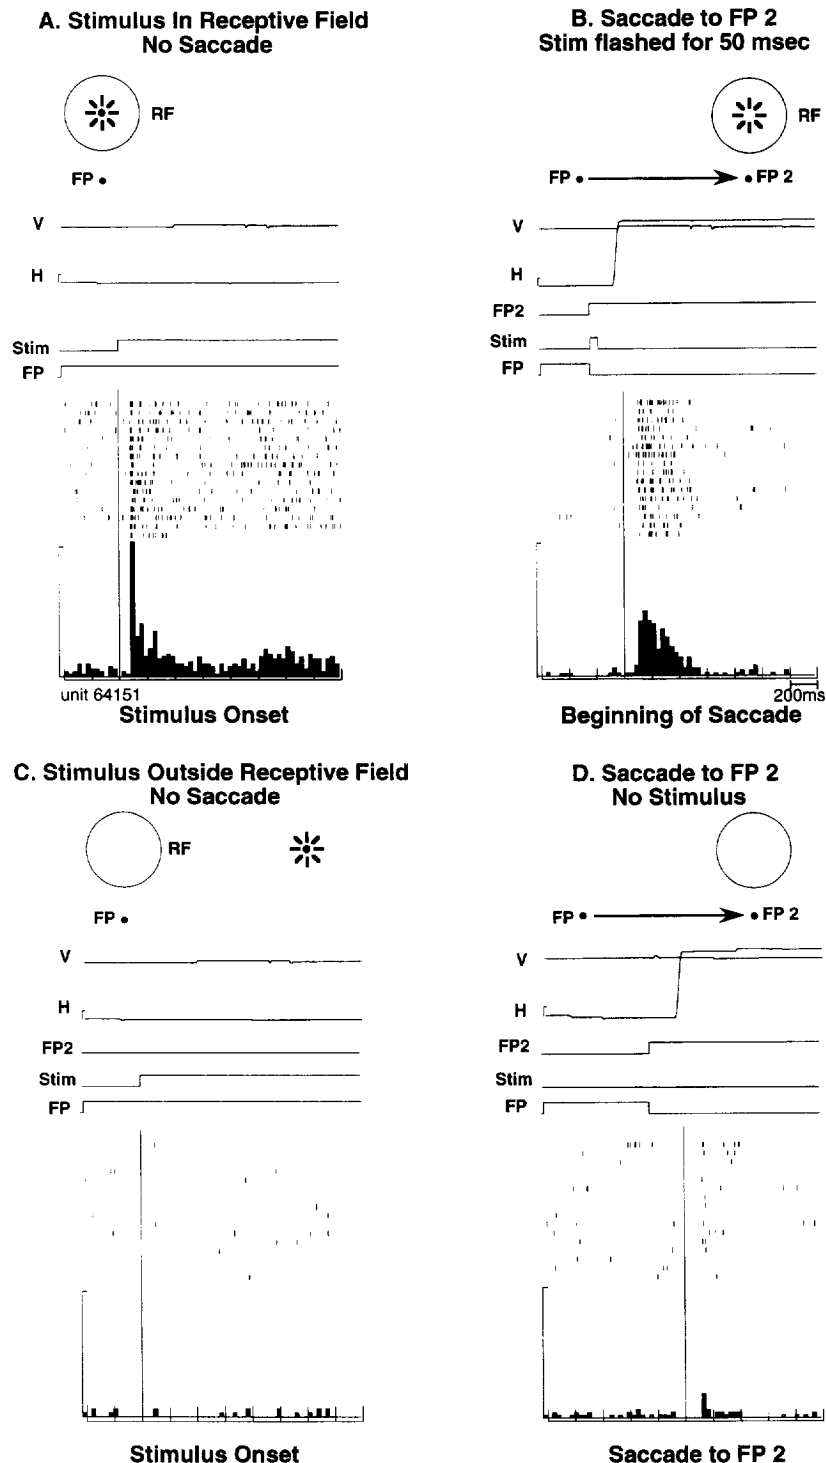 A. Stimulus In Receptive Field
No Saccade
RF
FP
V
H
Stim
FP
unit 64151
Stimulus Onset
B. Saccade to FP 2
Stim flashed for 50 msec
RF
FP
FP 2
V
H
FP2
Stim
FP
200ms
Beginning of Saccade
C. Stimulus Outside Receptive Field
No Saccade
RF
FP
V
H
FP2
Stim
FP
Stimulus Onset
D. Saccade to FP 2
No Stimulus
FP
FP 2
V
H
FP2
Stim
FP
Saccade to FP 2